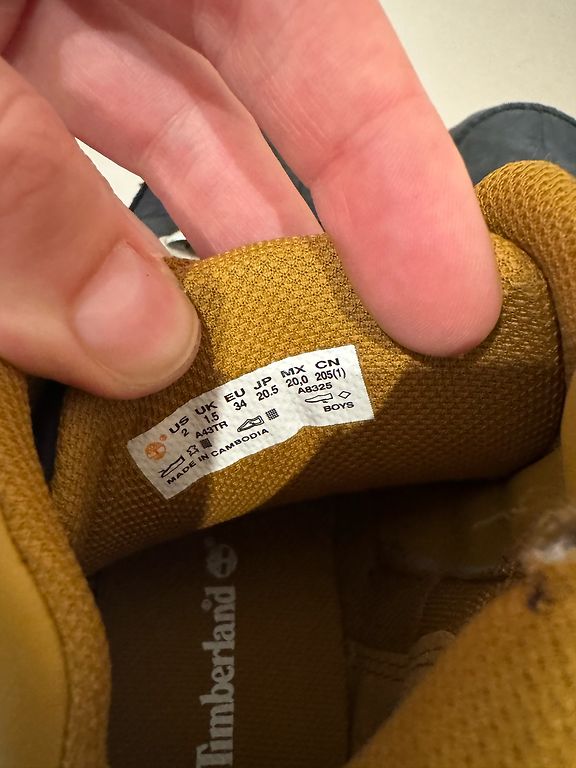 US UK EU JP MX CN
2 1.5 34 20.5 20,0 205(1)
A43TR A8325
BOYS
MADE IN CAMBODIA
Timberland